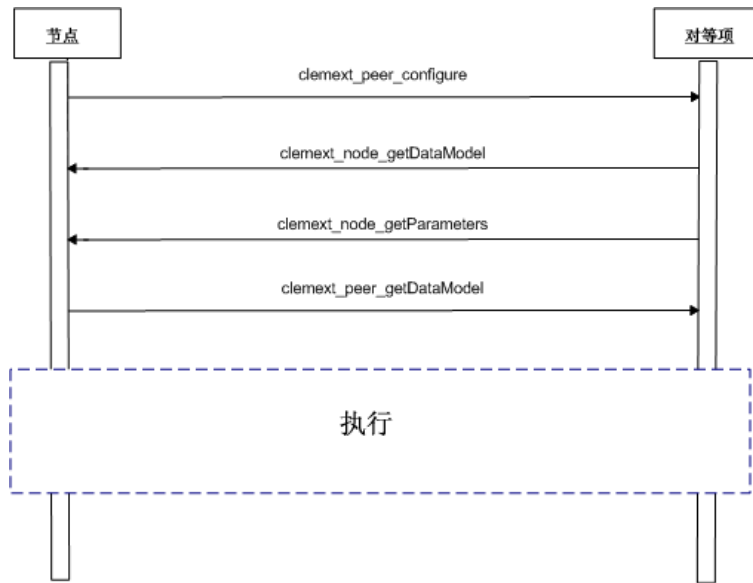 节点
对等项
clemext_peer_configure
clemext_node_getDataModel
clemext_node_getParameters
clemext_peer_getDataModel
执行